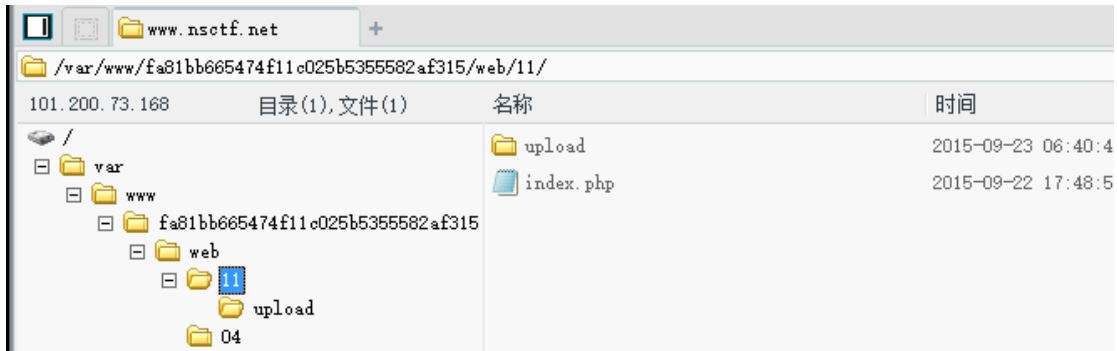 www.nsctf.net +
/var/www/fa81bb665474f11c025b5355582af315/web/11/
101.200.73.168 目录(1),文件(1) 名称 时间
/
upload 2015-09-23 06:40:4
var
index.php 2015-09-22 17:48:5
www
fa81bb665474f11c025b5355582af315
web
11
upload
04